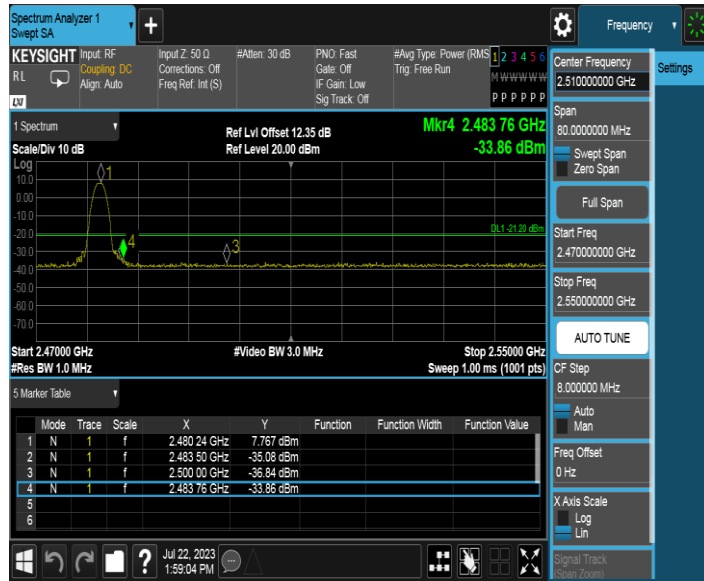 Spectrum Analyzer 1
Swept SA
+
Frequency
KEYSIGHT
RL
LXI
Input: RF
Coupling: DC
Align: Auto
Input Z: 50 Ω
Corrections: Off
Freq Ref: Int (S)
#Atten: 30 dB
PNO: Fast
Gate: Off
IF Gain: Low
Sig Track: Off
#Avg Type: Power (RMS
Trig: Free Run
1 2 3 4 5 6
M W W W W W
P P P P P P
Settings
1 Spectrum
Scale/Div 10 dB
Ref Lvl Offset 12.35 dB
Ref Level 20.00 dBm
Mkr4 2.483 76 GHz
-33.86 dBm
Log
10.0
0.00
-10.0
-20.0
-30.0
-40.0
-50.0
-60.0
-70.0
1
4
3
DL1 -21.20 dBm
Start 2.47000 GHz
#Video BW 3.0 MHz
Stop 2.55000 GHz
#Res BW 1.0 MHz
Sweep 1.00 ms (1001 pts)
5 Marker Table
Mode Trace Scale X Y Function Function Width Function Value
1 N 1 f 2.480 24 GHz 7.767 dBm
2 N 1 f 2.483 50 GHz -35.08 dBm
3 N 1 f 2.500 00 GHz -36.84 dBm
4 N 1 f 2.483 76 GHz -33.86 dBm
5
6
Center Frequency
2.510000000 GHz
Span
80.0000000 MHz
Swept Span
Zero Span
Full Span
Start Freq
2.470000000 GHz
Stop Freq
2.550000000 GHz
AUTO TUNE
CF Step
8.000000 MHz
Auto
Man
Freq Offset
0 Hz
X Axis Scale
Log
Lin
Signal Track
(Span Zoom)
?
Jul 22, 2023
1:59:04 PM